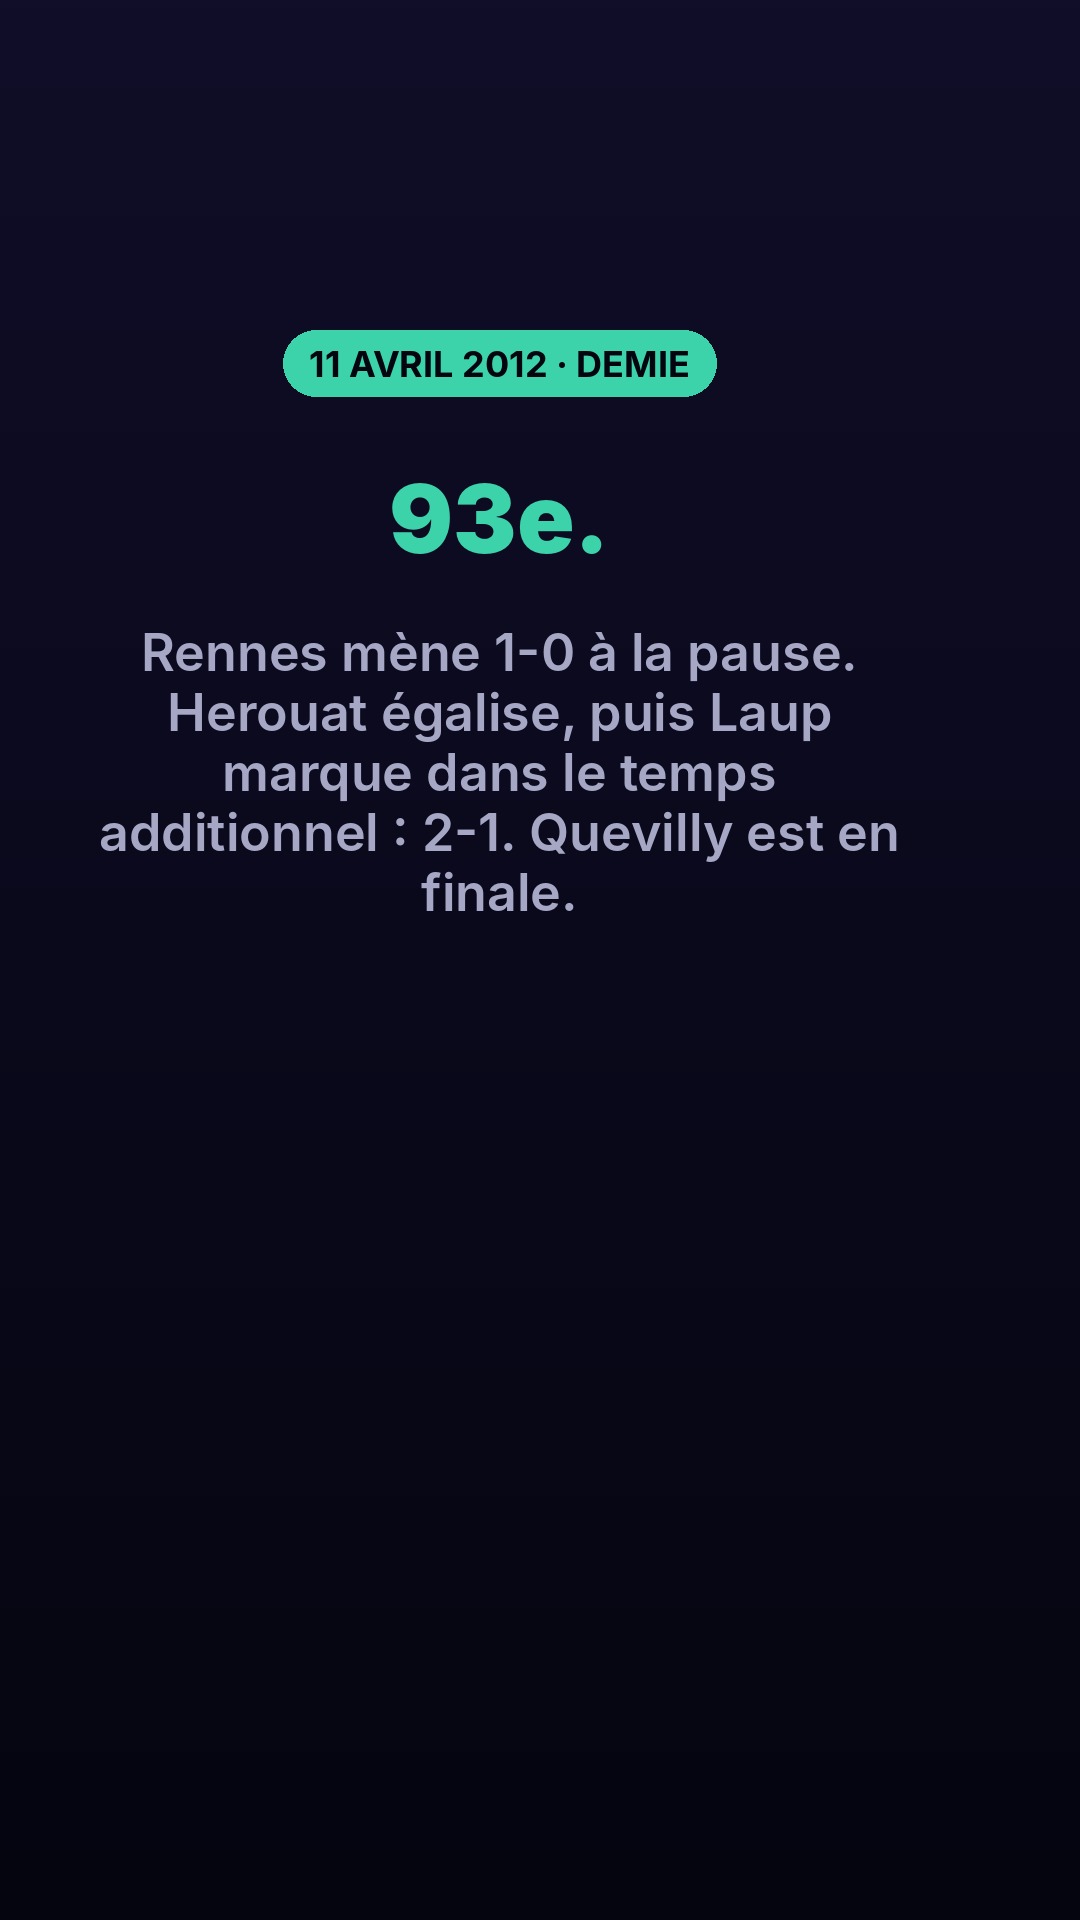 11 AVRIL 2012 · DEMIE
93e.
Rennes mène 1-0 à la pause.
Herouat égalise, puis Laup
marque dans le temps
additionnel : 2-1. Quevilly est en
finale.